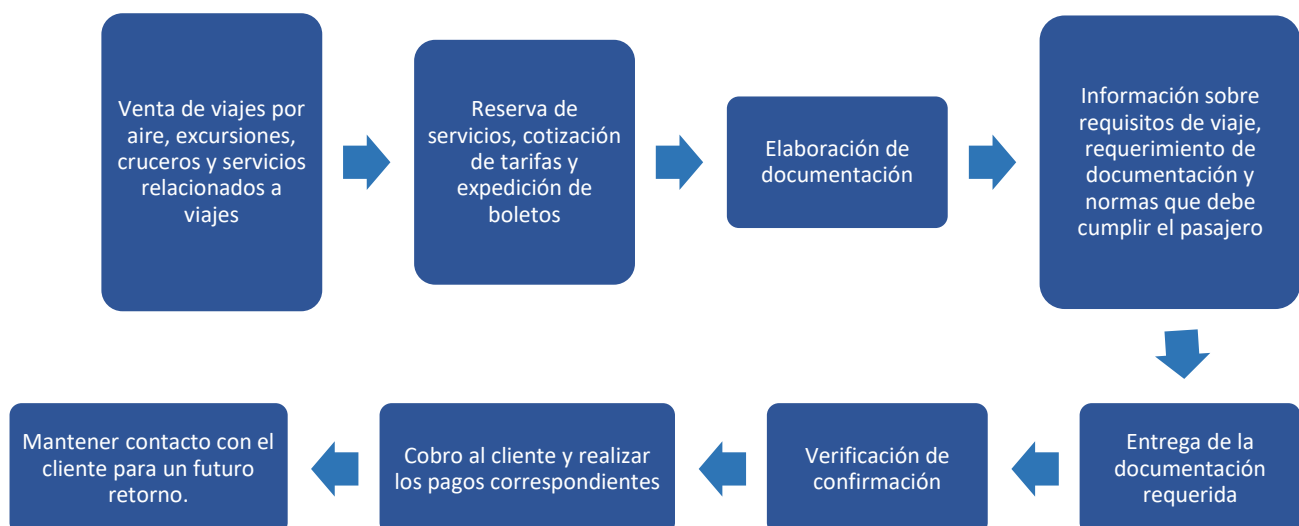 Venta de viajes por
aire, excursiones,
cruceros y servicios
relacionados a
viajes
Reserva de
servicios, cotización
de tarifas y
expedición de
boletos
Elaboración de
documentación
Información sobre
requisitos de viaje,
requerimiento de
documentación y
normas que debe
cumplir el pasajero
Entrega de la
documentación
requerida
Verificación de
confirmación
Cobro al cliente y realizar
los pagos correspondientes
Mantener contacto con el
cliente para un futuro
retorno.